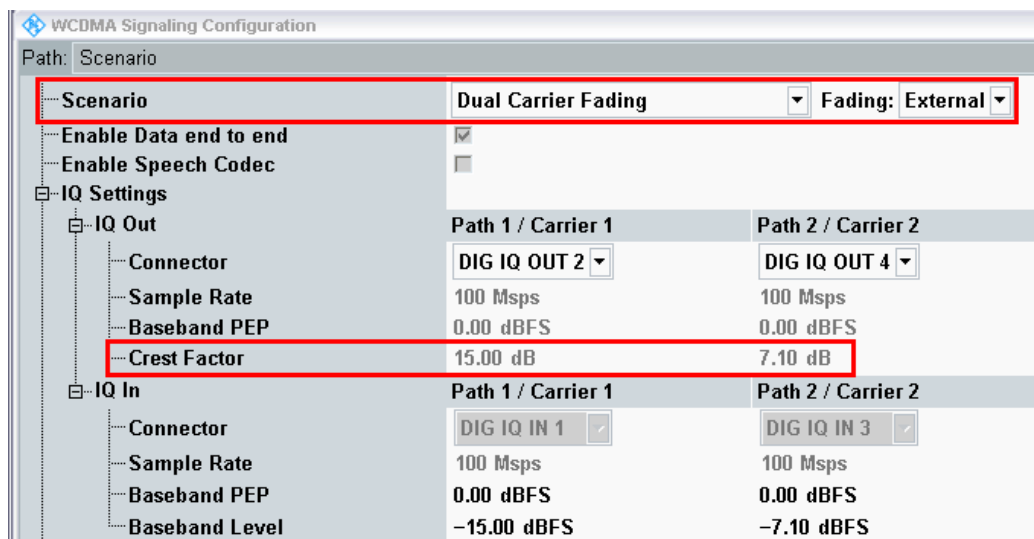 WCDMA Signaling Configuration
Path: Scenario
Scenario Dual Carrier Fading Fading: External
Enable Data end to end
Enable Speech Codec
IQ Settings
IQ Out Path 1 / Carrier 1 Path 2 / Carrier 2
Connector DIG IQ OUT 2 DIG IQ OUT 4
Sample Rate 100 Msps 100 Msps
Baseband PEP 0.00 dBFS 0.00 dBFS
Crest Factor 15.00 dB 7.10 dB
IQ In Path 1 / Carrier 1 Path 2 / Carrier 2
Connector DIG IQ IN 1 DIG IQ IN 3
Sample Rate 100 Msps 100 Msps
Baseband PEP 0.00 dBFS 0.00 dBFS
Baseband Level −15.00 dBFS −7.10 dBFS